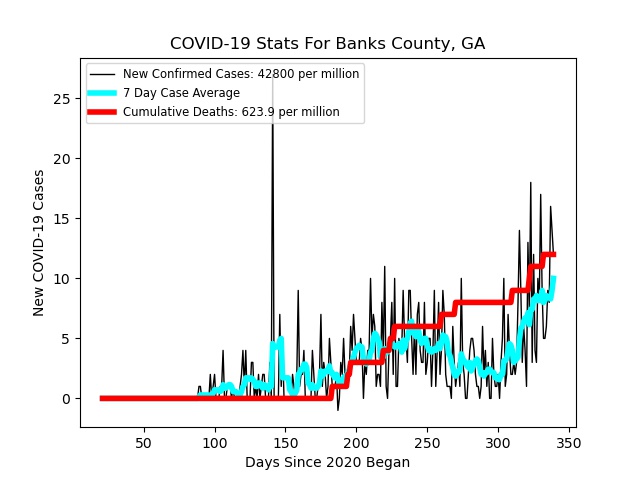 COVID-19 Stats For Banks County, GA
New Confirmed Cases: 42800 per million
7 Day Case Average
Cumulative Deaths: 623.9 per million
New COVID-19 Cases
25
20
15
10
5
0
50 100 150 200 250 300 350
Days Since 2020 Began